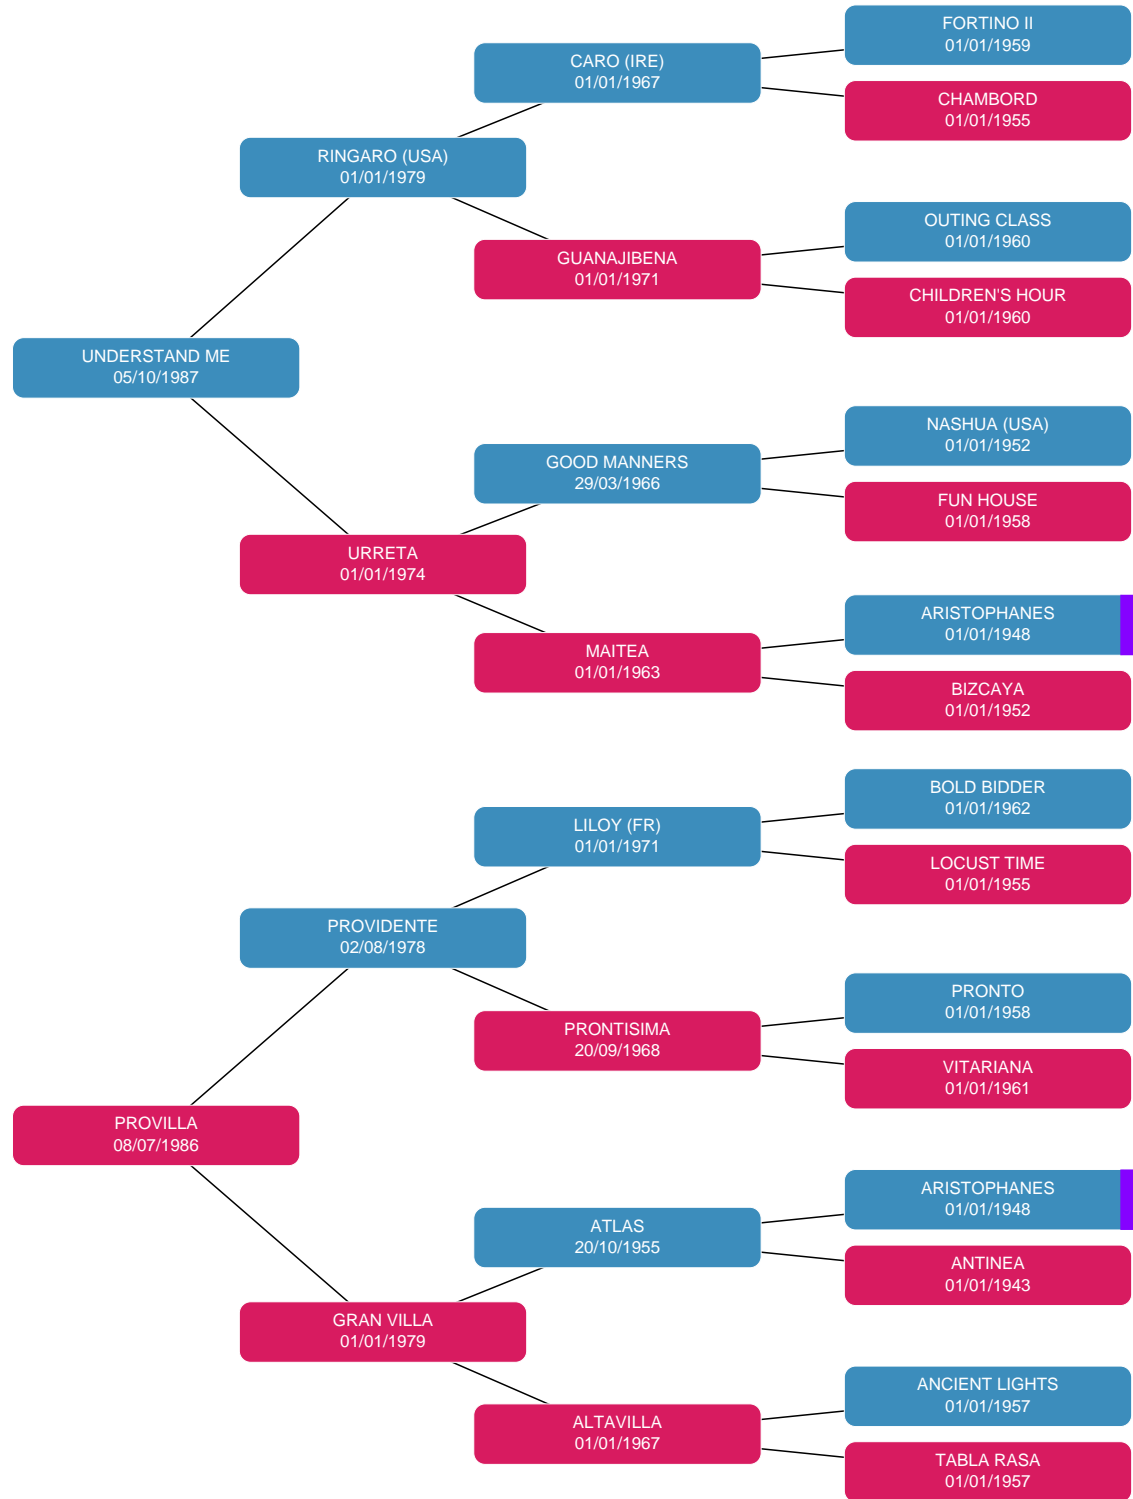 FORTINO II
01/01/1959
CARO (IRE)
01/01/1967
CHAMBORD
01/01/1955
RINGARO (USA)
01/01/1979
OUTING CLASS
01/01/1960
GUANAJIBENA
01/01/1971
CHILDREN'S HOUR
01/01/1960
UNDERSTAND ME
05/10/1987
NASHUA (USA)
01/01/1952
GOOD MANNERS
29/03/1966
FUN HOUSE
01/01/1958
URRETA
01/01/1974
ARISTOPHANES
01/01/1948
MAITEA
01/01/1963
BIZCAYA
01/01/1952
BOLD BIDDER
01/01/1962
LILOY (FR)
01/01/1971
LOCUST TIME
01/01/1955
PROVIDENTE
02/08/1978
PRONTO
01/01/1958
PRONTISIMA
20/09/1968
VITARIANA
01/01/1961
PROVILLA
08/07/1986
ARISTOPHANES
01/01/1948
ATLAS
20/10/1955
ANTINEA
01/01/1943
GRAN VILLA
01/01/1979
ANCIENT LIGHTS
01/01/1957
ALTAVILLA
01/01/1967
TABLA RASA
01/01/1957